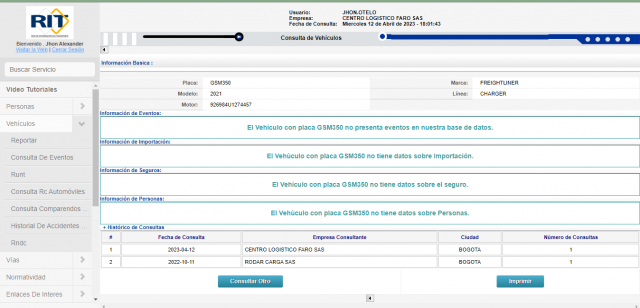 RIT
Bienvenido , Jhon Alexander
Visitar la Web | Cerrar Sesión
Usuario: JHON-OTELO
Empresa: CENTRO LOGISTICO FARO SAS
Fecha de Consulta: Miercoles 12 de Abril de 2023 - 18:01:43
Consulta de Vehículos
Buscar Servicio
Video Tutoriales
Personas
Vehículos
Reportar
Consulta De Eventos
Runt
Consulta Rc Automóviles
Consulta Comparendos ...
Historial De Accidentes ...
Rndc
Vías
Normatividad
Enlaces De Interes
Información Basica :
Placa: GSM350 Marca: FREIGHTLINER
Modelo: 2021 Línea: CHARGER
Motor: 926984U1274457
Información de Eventos:
El Vehiculo con placa GSM350 no presenta eventos en nuestra base de datos.
Información de Importación:
El Vehúculo con placa GSM350 no tiene datos sobre Importación.
Información de Seguros:
El Vehiculo con placa GSM350 no tiene datos sobre el seguro.
Información de Personas:
El Vehúculo con placa GSM350 no tiene datos sobre Personas.
+ Histórico de Consultas
# Fecha de Consulta Empresa Consultante Ciudad Número de Consultas
1 2023-04-12 CENTRO LOGISTICO FARO SAS BOGOTA 1
2 2022-10-11 RODAR CARGA SAS BOGOTA 1
Consultar Otro Imprimir